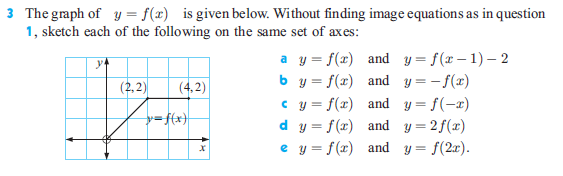 3 The graph of y = f(x) is given below. Without finding image equations as in question
1, sketch each of the following on the same set of axes:
a y = f(x) and y = f(x − 1) − 2
b y = f(x) and y = −f(x)
c y = f(x) and y = f(−x)
d y = f(x) and y = 2f(x)
e y = f(x) and y = f(2x).
y
(2, 2) (4, 2)
y=f(x)
x